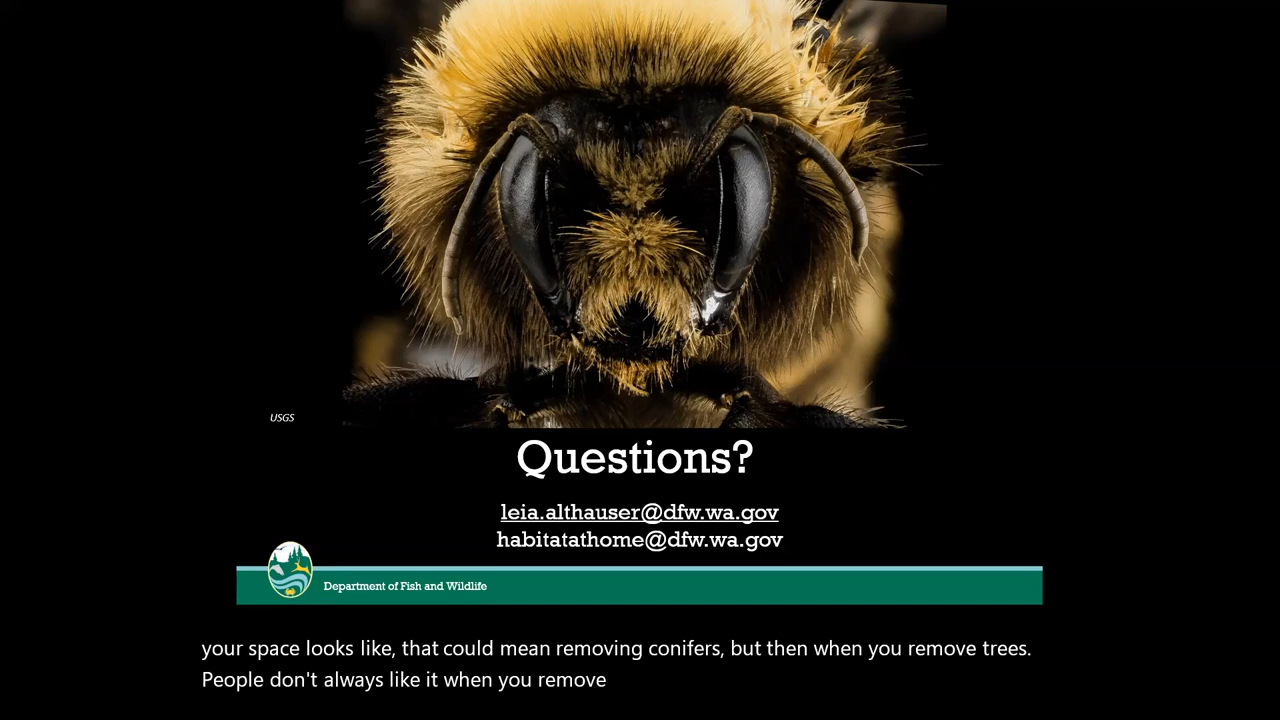 USGS
Questions?
leia.althauser@dfw.wa.gov
habitatathome@dfw.wa.gov
Department of Fish and Wildlife
your space looks like, that could mean removing conifers, but then when you remove trees.
People don't always like it when you remove